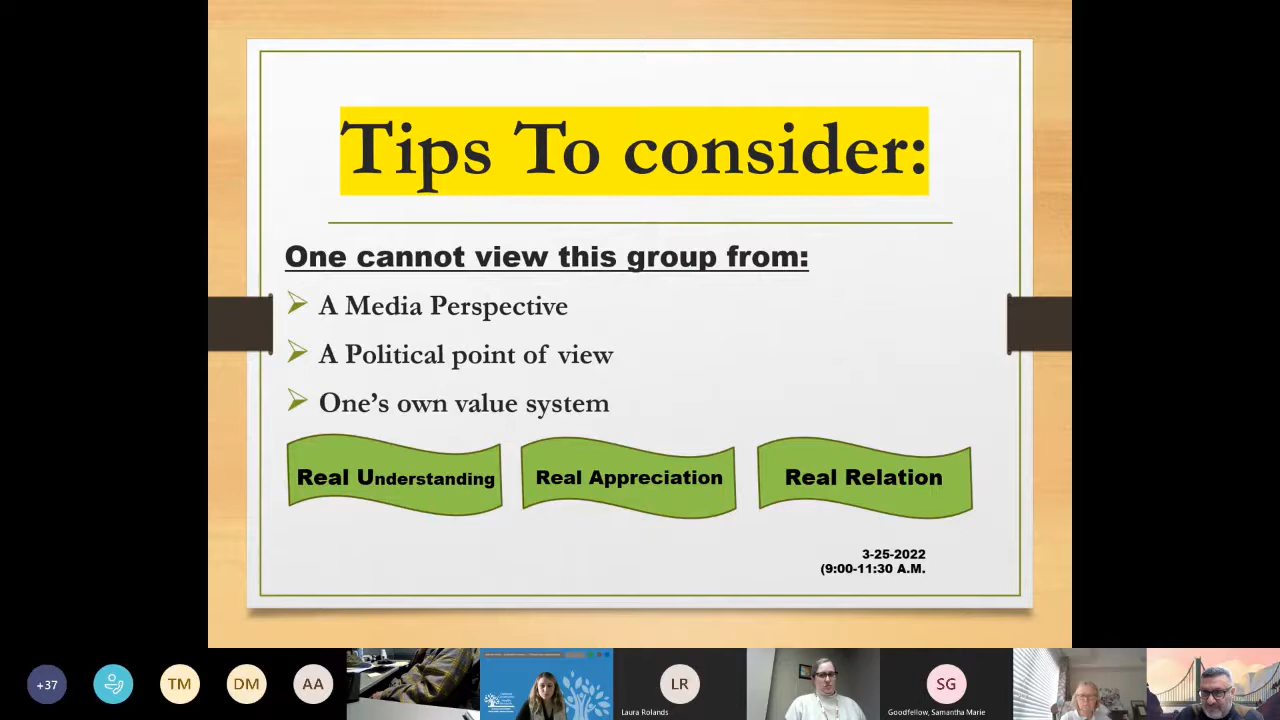 Tips To consider:
One cannot view this group from:
A Media Perspective
A Political point of view
One's own value system
Real Understanding
Real Appreciation
Real Relation
3-25-2022
(9:00-11:30 A.M.
+37
TM
DM
AA
LR
SG
Laura Rolands
Goodfellow, Samantha Marie